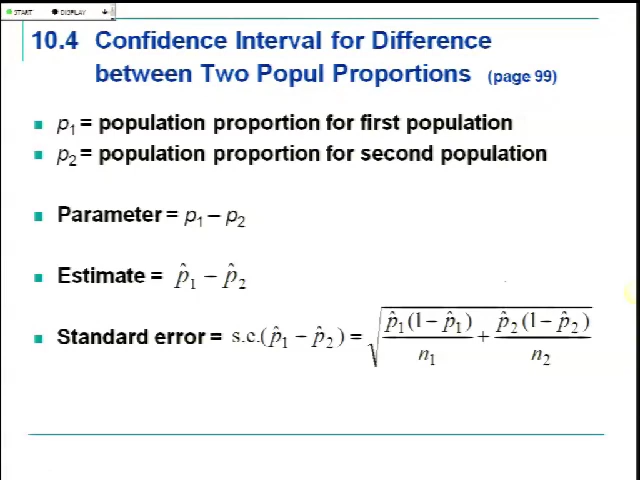 START DISPLAY
10.4 Confidence Interval for Difference
between Two Popul Proportions (page 99)
p₁ = population proportion for first population
p₂ = population proportion for second population
Parameter = p₁ – p₂
Estimate = p̂₁ − p̂₂
Standard error = s.e.(p̂₁ − p̂₂) = √(p̂₁(1− p̂₁)/n₁ + p̂₂(1− p̂₂)/n₂)